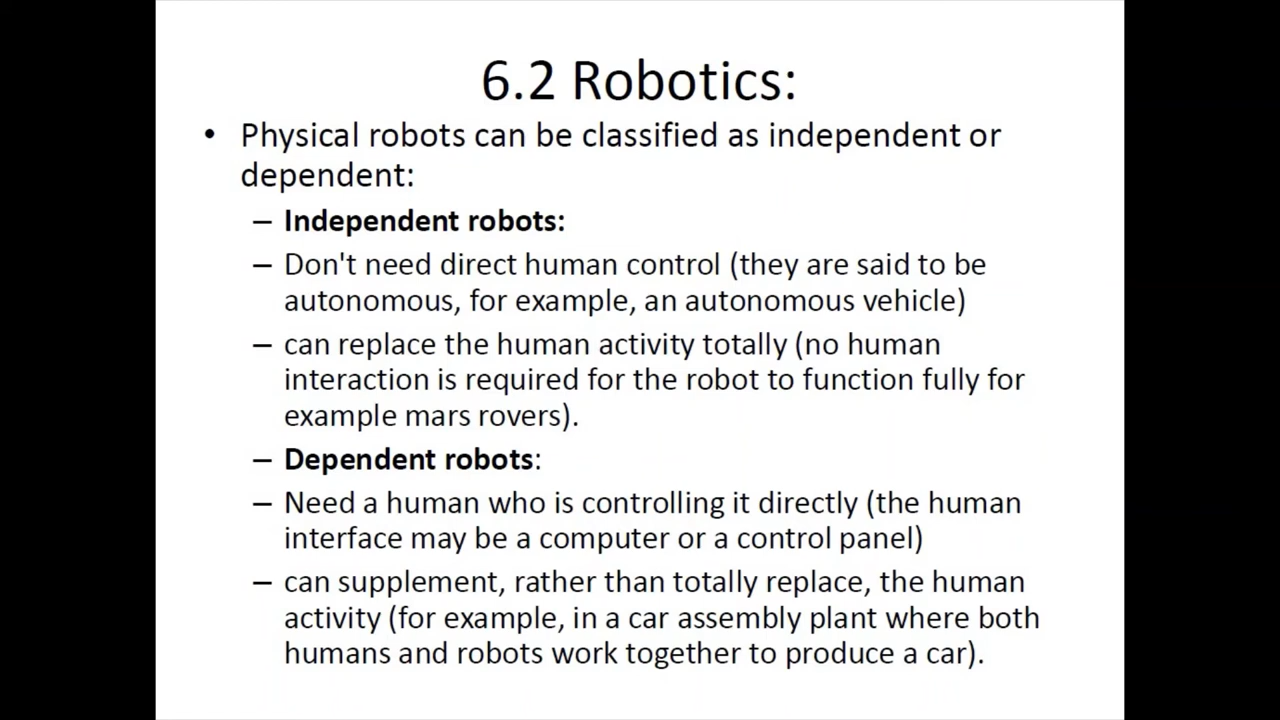 6.2 Robotics:
• Physical robots can be classified as independent or
dependent:
– Independent robots:
– Don't need direct human control (they are said to be
autonomous, for example, an autonomous vehicle)
– can replace the human activity totally (no human
interaction is required for the robot to function fully for
example mars rovers).
– Dependent robots:
– Need a human who is controlling it directly (the human
interface may be a computer or a control panel)
– can supplement, rather than totally replace, the human
activity (for example, in a car assembly plant where both
humans and robots work together to produce a car).